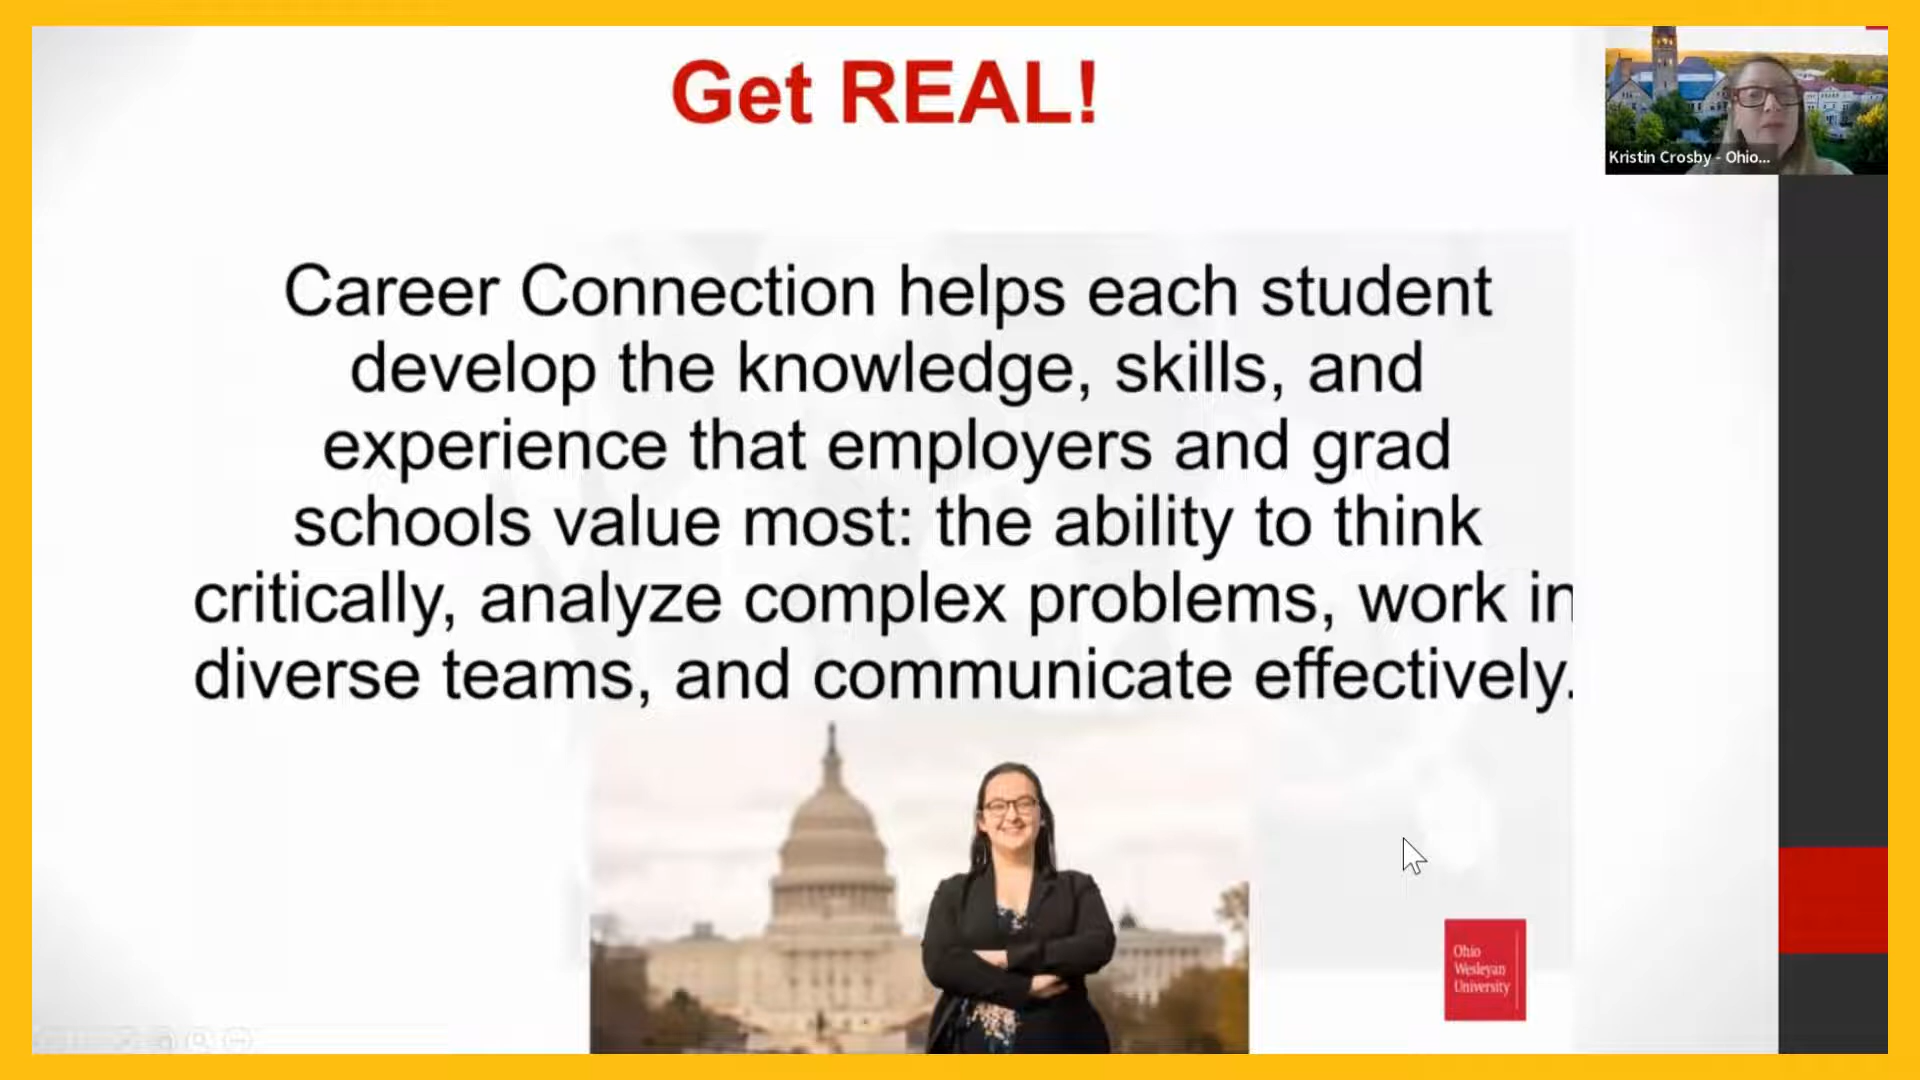 Get REAL!
Kristin Crosby - Ohio...
Career Connection helps each student
develop the knowledge, skills, and
experience that employers and grad
schools value most: the ability to think
critically, analyze complex problems, work in
diverse teams, and communicate effectively.
Ohio
Wesleyan
University